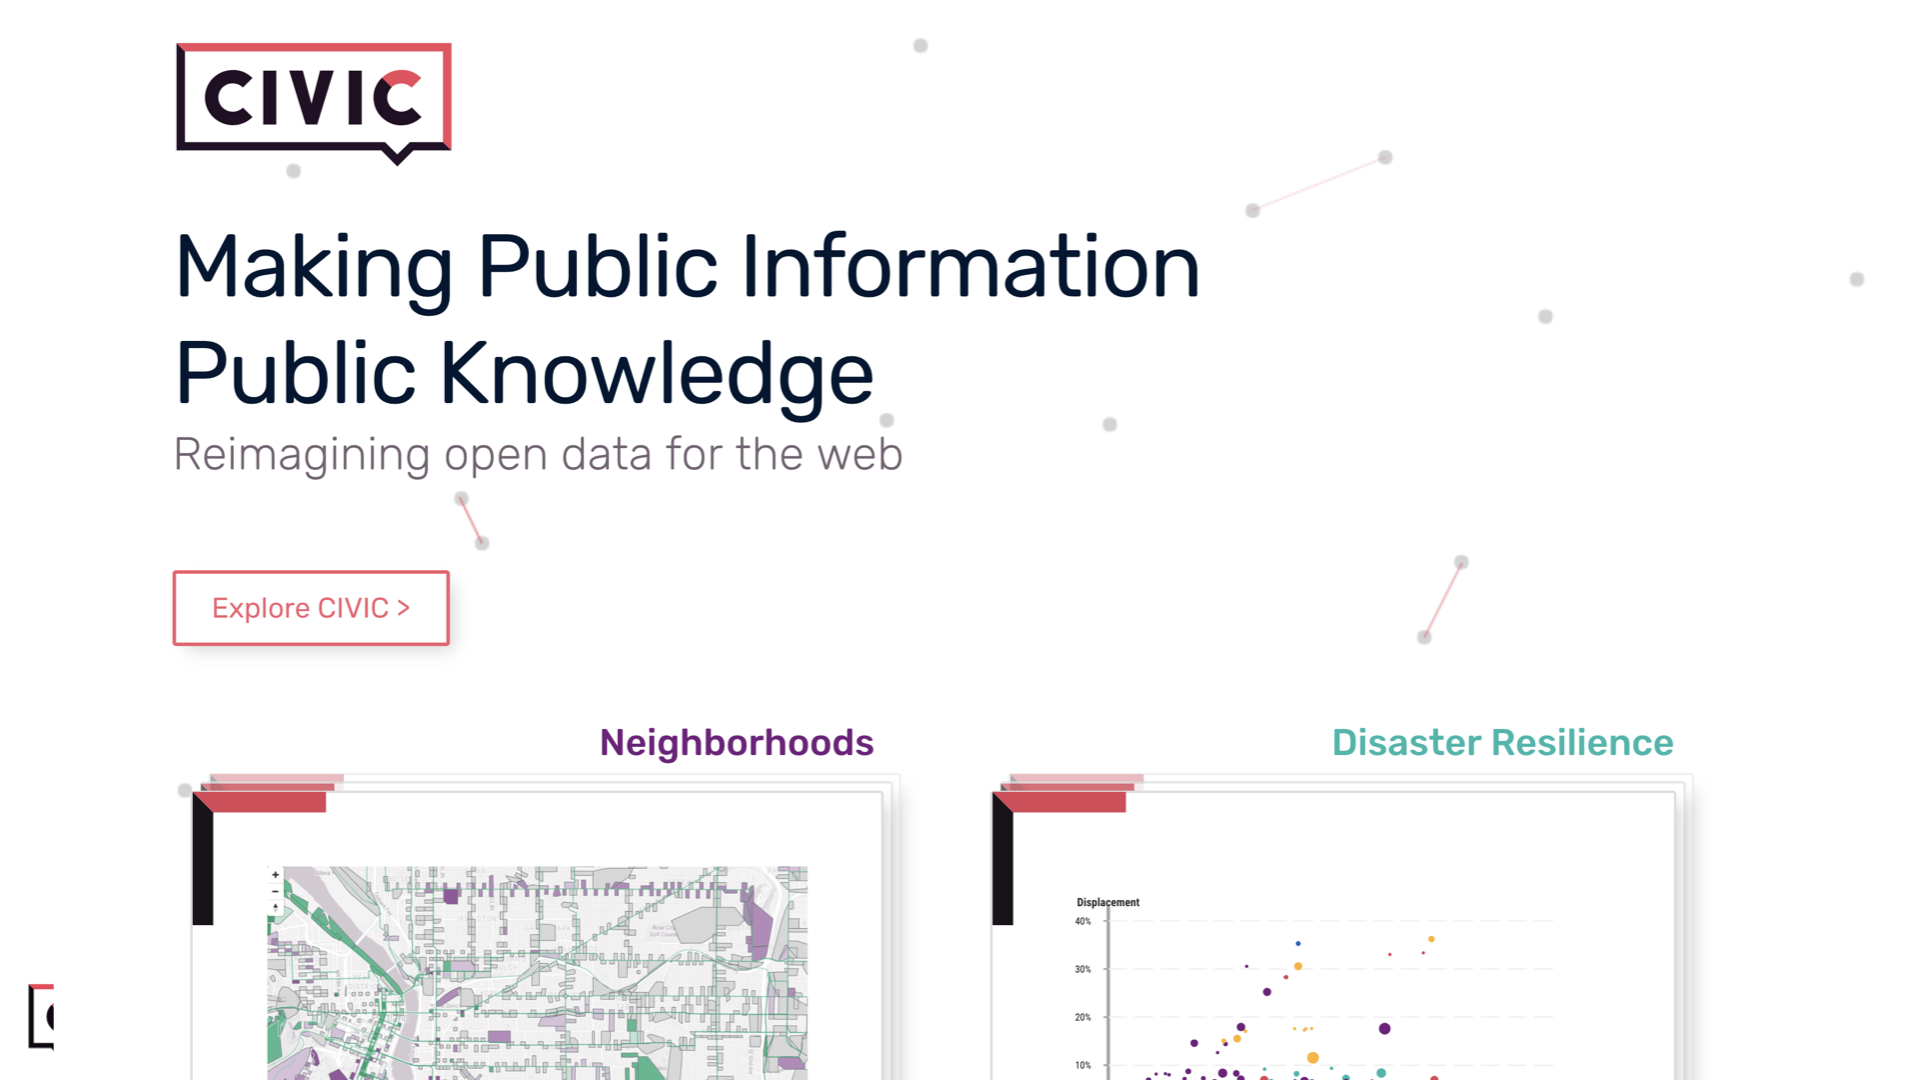 CIVIC
Making Public Information
Public Knowledge
Reimagining open data for the web
Explore CIVIC >
Neighborhoods
Disaster Resilience
Displacement
40%
30%
20%
10%